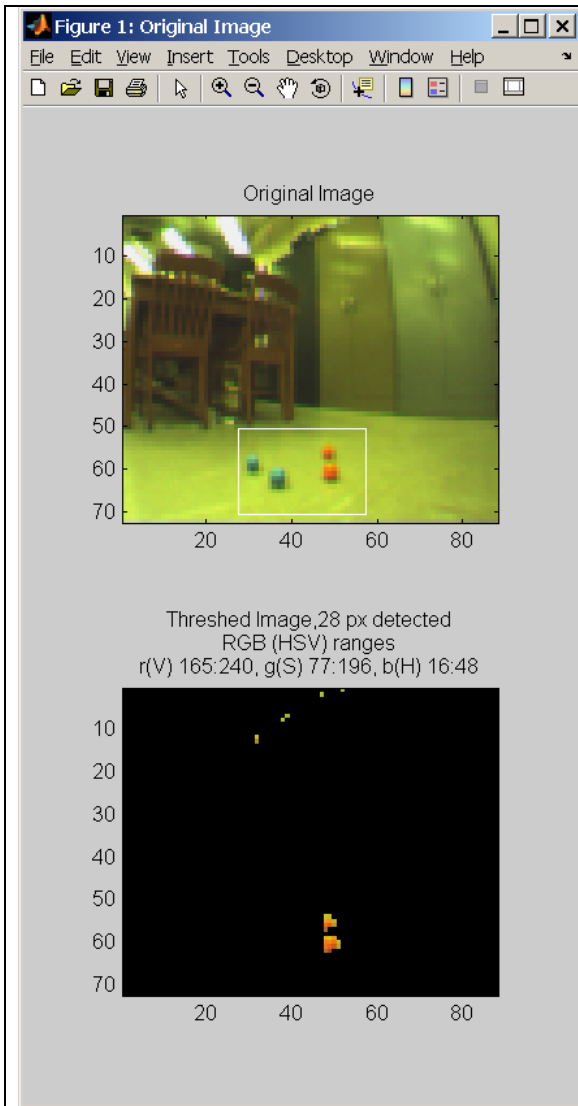 Figure 1: Original Image
File Edit View Insert Tools Desktop Window Help
Original Image
10
20
30
40
50
60
70
20 40 60 80
Threshed Image,28 px detected
RGB (HSV) ranges
r(V) 165:240, g(S) 77:196, b(H) 16:48
10
20
30
40
50
60
70
20 40 60 80